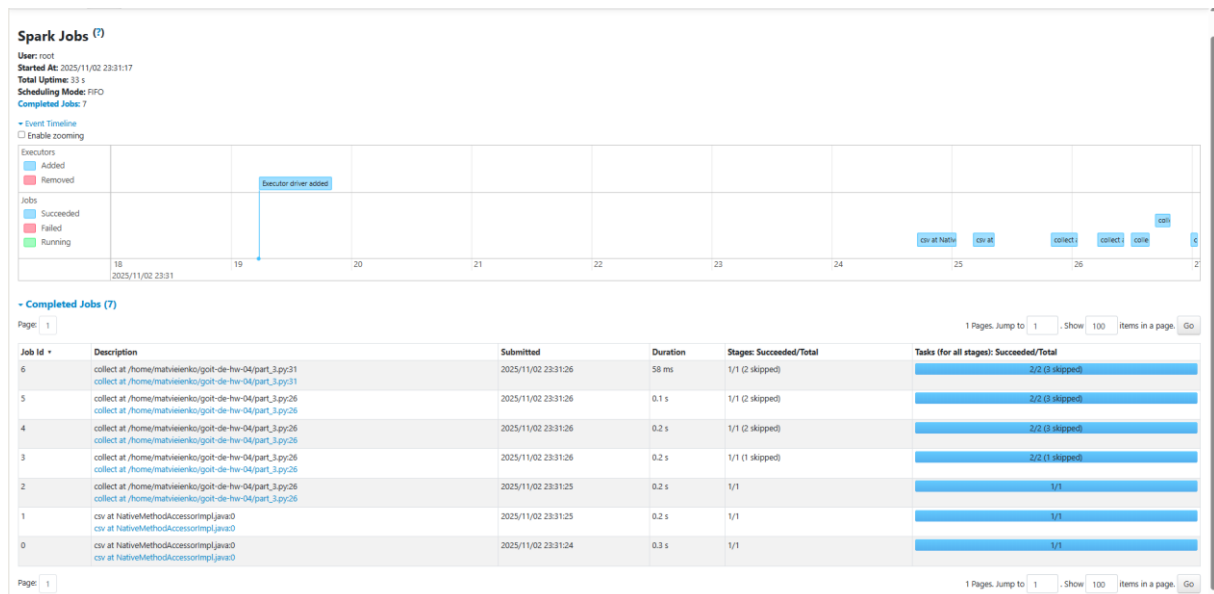 Spark Jobs (?)
User: root
Started At: 2025/11/02 23:31:17
Total Uptime: 33 s
Scheduling Mode: FIFO
Completed Jobs: 7
Event Timeline
Enable zooming
Executors
Added
Removed
Executor driver added
Jobs
Succeeded
Failed
Running
csv at Nativ
csv at
collect a
collect a
colle
coll
c
18 19 20 21 22 23 24 25 26 2
2025/11/02 23:31
Completed Jobs (7)
Page: 1 1 Pages. Jump to 1 . Show 100 items in a page. Go
Job Id Description Submitted Duration Stages: Succeeded/Total Tasks (for all stages): Succeeded/Total
6 collect at /home/matvieienko/goit-de-hw-04/part_3.py:31 2025/11/02 23:31:26 58 ms 1/1 (2 skipped) 2/2 (3 skipped)
collect at /home/matvieienko/goit-de-hw-04/part_3.py:31
5 collect at /home/matvieienko/goit-de-hw-04/part_3.py:26 2025/11/02 23:31:26 0.1 s 1/1 (2 skipped) 2/2 (3 skipped)
collect at /home/matvieienko/goit-de-hw-04/part_3.py:26
4 collect at /home/matvieienko/goit-de-hw-04/part_3.py:26 2025/11/02 23:31:26 0.2 s 1/1 (2 skipped) 2/2 (3 skipped)
collect at /home/matvieienko/goit-de-hw-04/part_3.py:26
3 collect at /home/matvieienko/goit-de-hw-04/part_3.py:26 2025/11/02 23:31:26 0.2 s 1/1 (1 skipped) 2/2 (1 skipped)
collect at /home/matvieienko/goit-de-hw-04/part_3.py:26
2 collect at /home/matvieienko/goit-de-hw-04/part_3.py:26 2025/11/02 23:31:25 0.2 s 1/1 1/1
collect at /home/matvieienko/goit-de-hw-04/part_3.py:26
1 csv at NativeMethodAccessorImpl.java:0 2025/11/02 23:31:25 0.2 s 1/1 1/1
csv at NativeMethodAccessorImpl.java:0
0 csv at NativeMethodAccessorImpl.java:0 2025/11/02 23:31:24 0.3 s 1/1 1/1
csv at NativeMethodAccessorImpl.java:0
Page: 1 1 Pages. Jump to 1 . Show 100 items in a page. Go